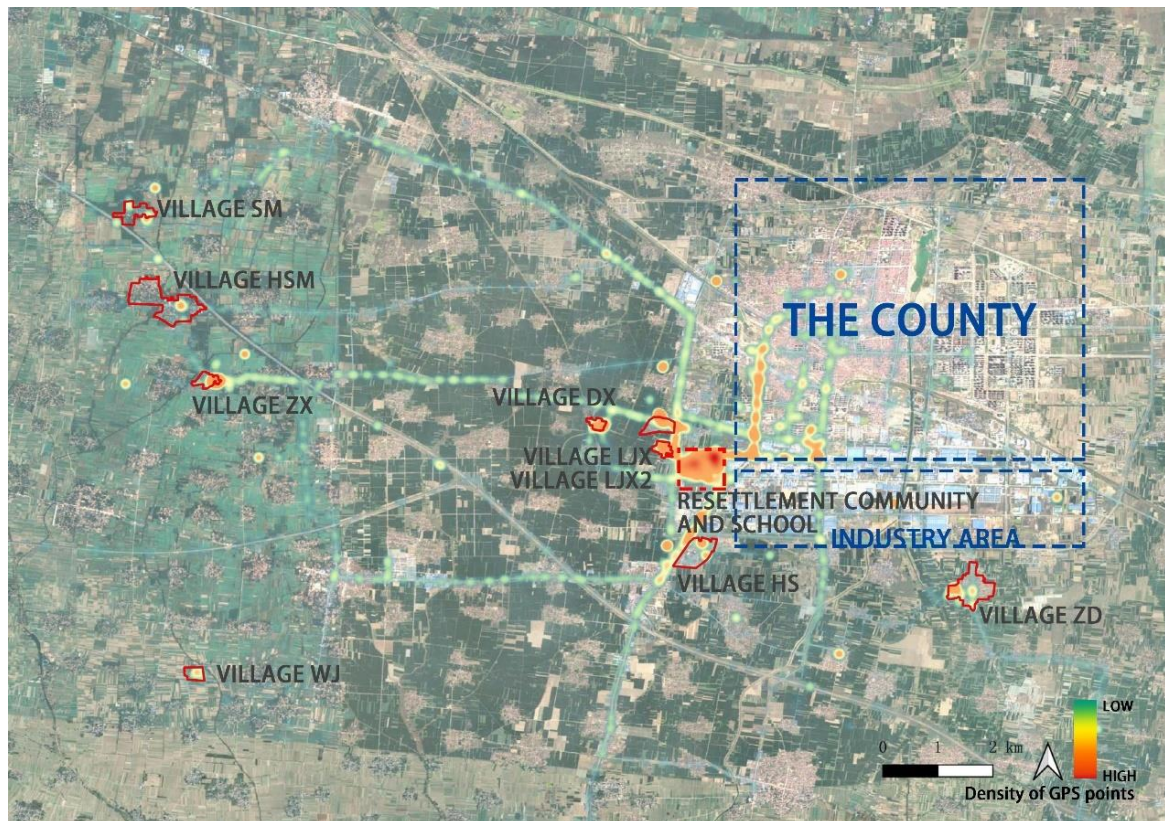 VILLAGE SM
VILLAGE HSM
THE COUNTY
VILLAGE ZX
VILLAGE DX
VILLAGE LJX
VILLAGE LJX2
RESETTLEMENT COMMUNITY
AND SCHOOL
INDUSTRY AREA
VILLAGE HS
VILLAGE ZD
VILLAGE WJ
LOW
0 1 2 km
HIGH
Density of GPS points